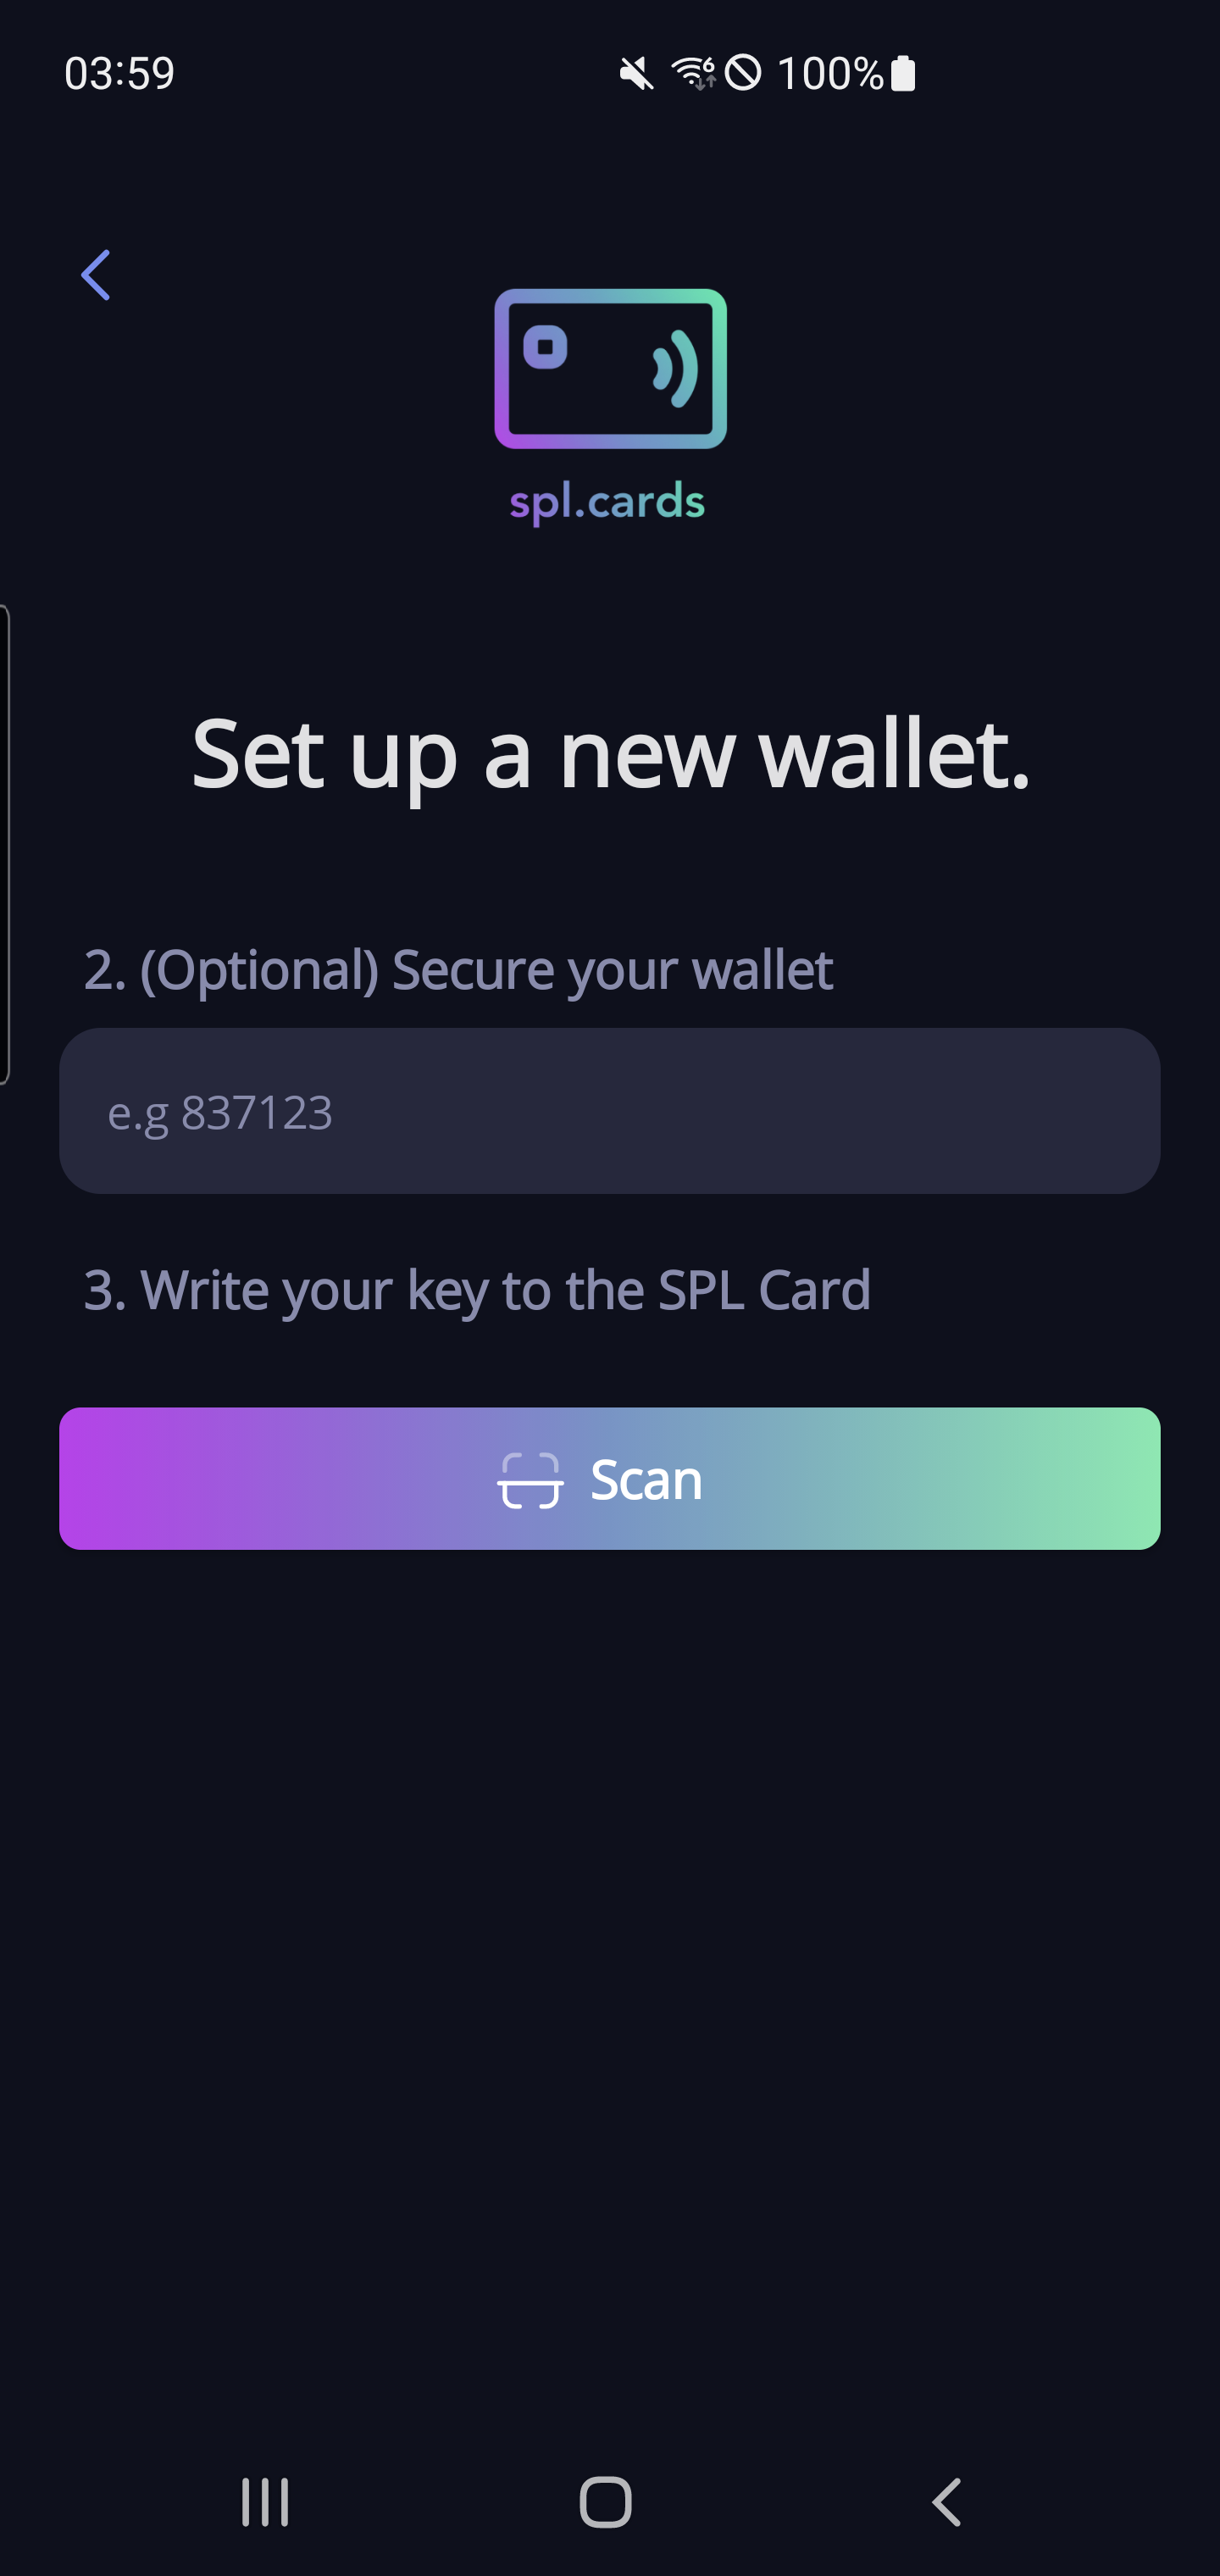 03:59
6 100%
spl.cards
Set up a new wallet.
2. (Optional) Secure your wallet
e.g 837123
3. Write your key to the SPL Card
Scan